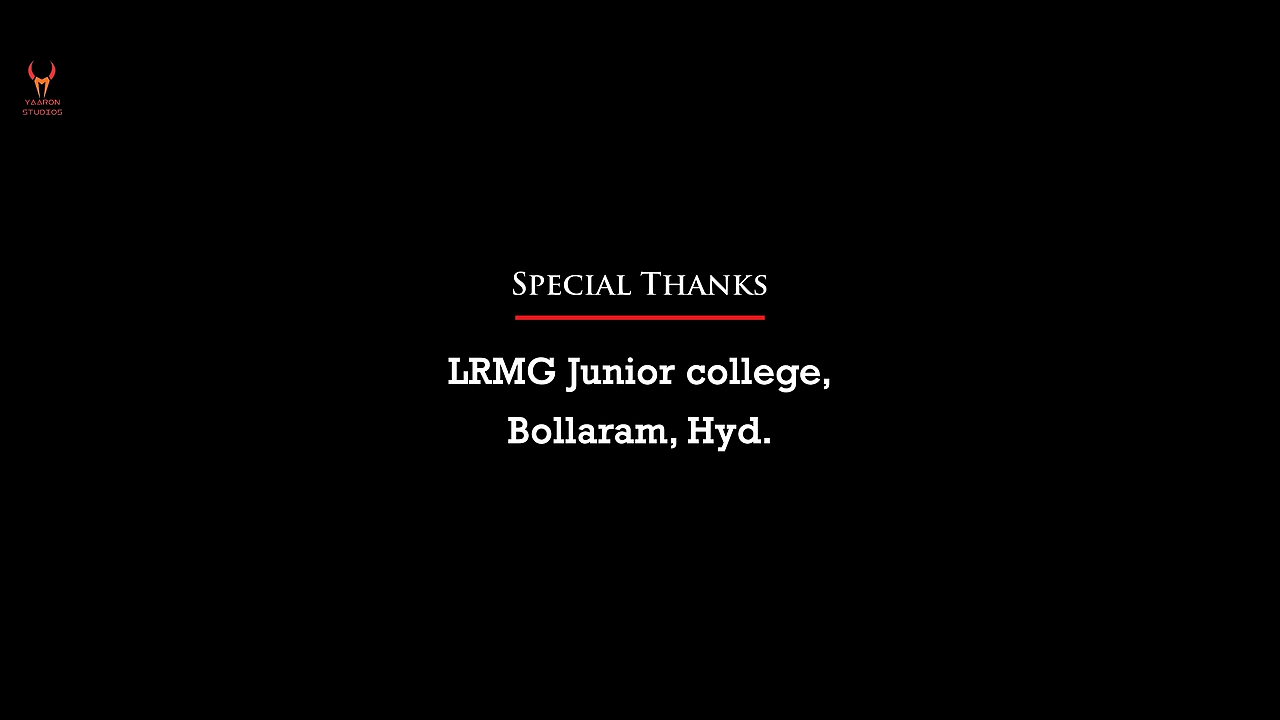 YAARON
STUDIOS
SPECIAL THANKS
LRMG Junior college,
Bollaram, Hyd.